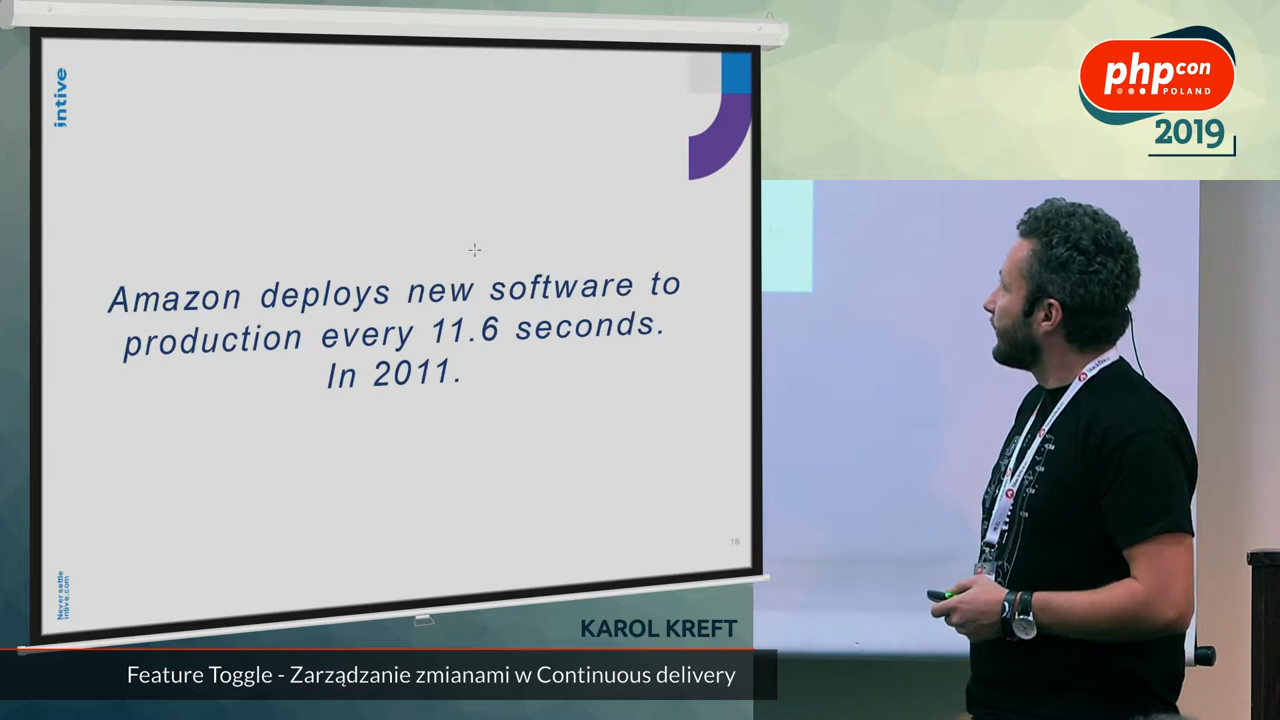 intive
Amazon deploys new software to
production every 11.6 seconds.
In 2011.
16
Never settle
intive.com
phpcon
POLAND
2019
KAROL KREFT
Feature Toggle - Zarządzanie zmianami w Continuous delivery